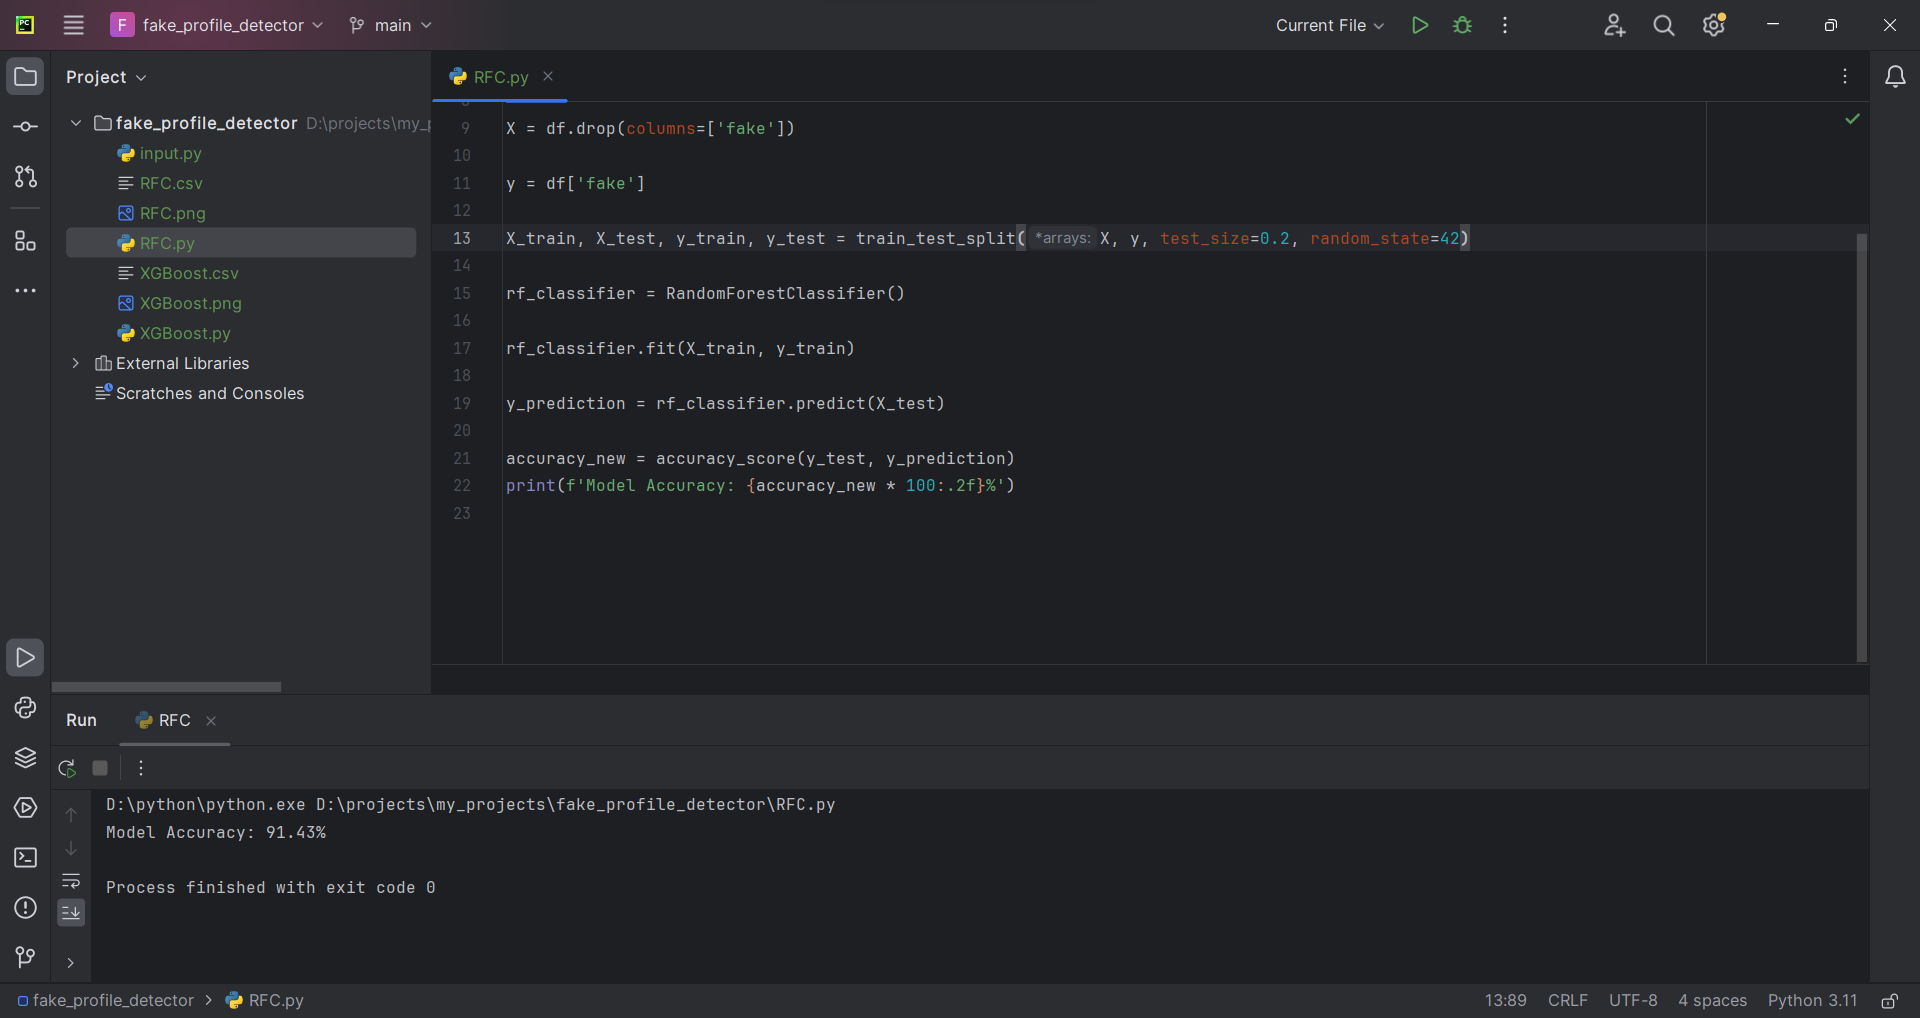 PC
F fake_profile_detector main Current File
Project
RFC.py
fake_profile_detector D:\projects\my_
input.py
RFC.csv
RFC.png
RFC.py
XGBoost.csv
XGBoost.png
XGBoost.py
External Libraries
Scratches and Consoles
9 X = df.drop(columns=['fake'])
10
11 y = df['fake']
12
13 X_train, X_test, y_train, y_test = train_test_split( *arrays: X, y, test_size=0.2, random_state=42)
14
15 rf_classifier = RandomForestClassifier()
16
17 rf_classifier.fit(X_train, y_train)
18
19 y_prediction = rf_classifier.predict(X_test)
20
21 accuracy_new = accuracy_score(y_test, y_prediction)
22 print(f'Model Accuracy: {accuracy_new * 100:.2f}%')
23
Run RFC
D:\python\python.exe D:\projects\my_projects\fake_profile_detector\RFC.py
Model Accuracy: 91.43%
Process finished with exit code 0
fake_profile_detector > RFC.py 13:89 CRLF UTF-8 4 spaces Python 3.11